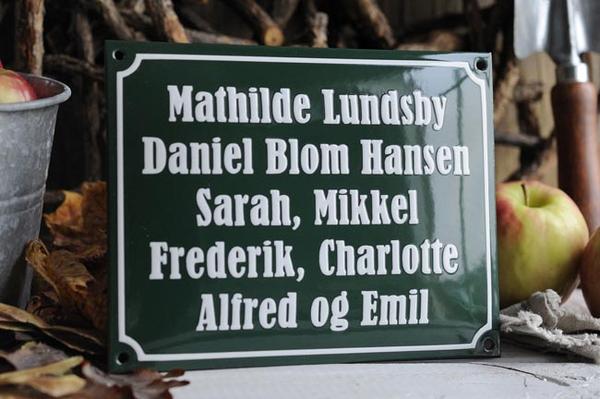 Mathilde Lundsby
Daniel Blom Hansen
Sarah, Mikkel
Frederik, Charlotte
Alfred og Emil